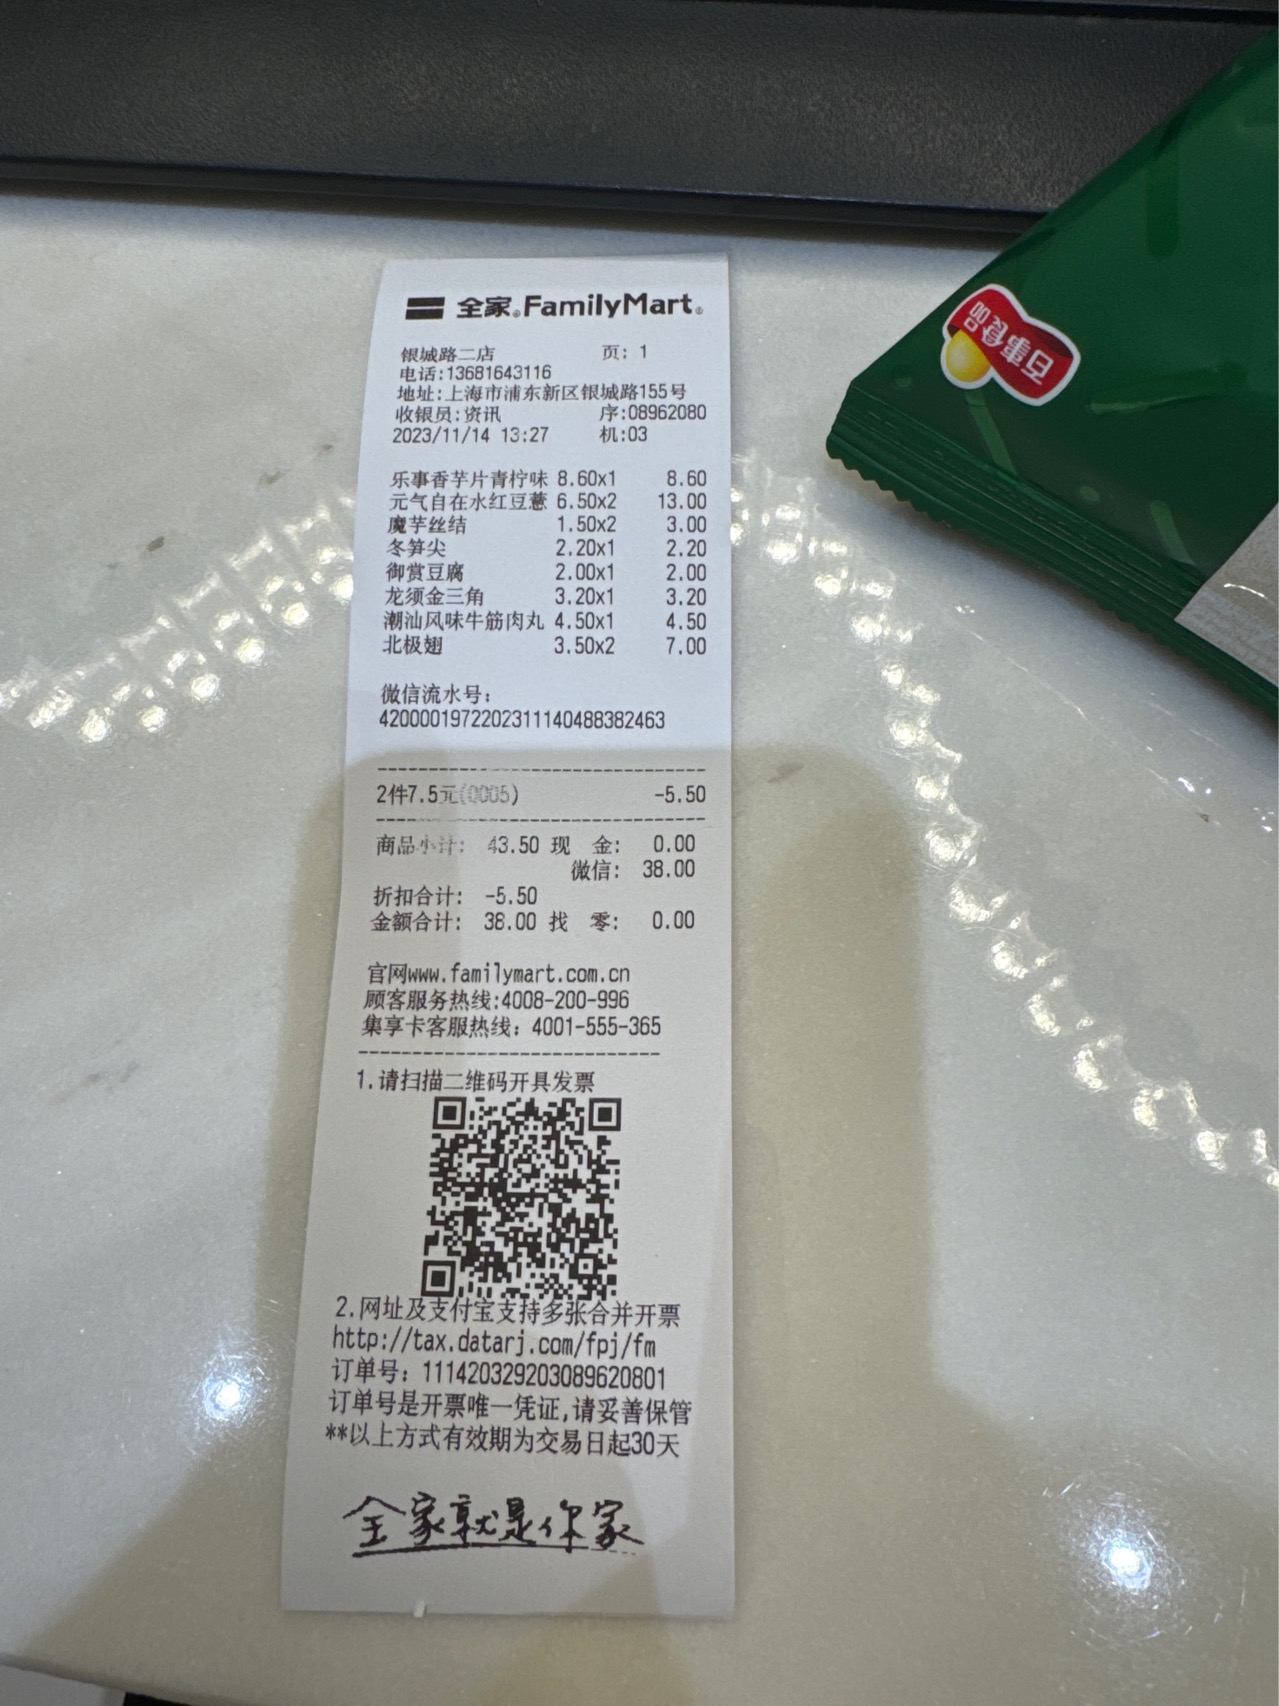 全家®FamilyMart®
银城路二店 页: 1
电话:13681643116
地址:上海市浦东新区银城路155号
收银员:资讯 序:08962080
2023/11/14 13:27 机:03
乐事香芋片青柠味 8.60x1 8.60
元气自在水红豆薏 6.50x2 13.00
魔芋丝结 1.50x2 3.00
冬笋尖 2.20x1 2.20
御赏豆腐 2.00x1 2.00
龙须金三角 3.20x1 3.20
潮汕风味牛筋肉丸 4.50x1 4.50
北极翅 3.50x2 7.00
微信流水号:
4200001972202311140488382463
2件7.5元(0005) -5.50
商品小计: 43.50 现 金: 0.00
微信: 38.00
折扣合计: -5.50
金额合计: 38.00 找 零: 0.00
官网www.familymart.com.cn
顾客服务热线:4008-200-996
集享卡客服热线: 4001-555-365
1.请扫描二维码开具发票
2.网址及支付宝支持多张合并开票
http://tax.datarj.com/fpj/fm
订单号: 111420329203089620801
订单号是开票唯一凭证,请妥善保管
**以上方式有效期为交易日起30天
全家就是你家
百事食品